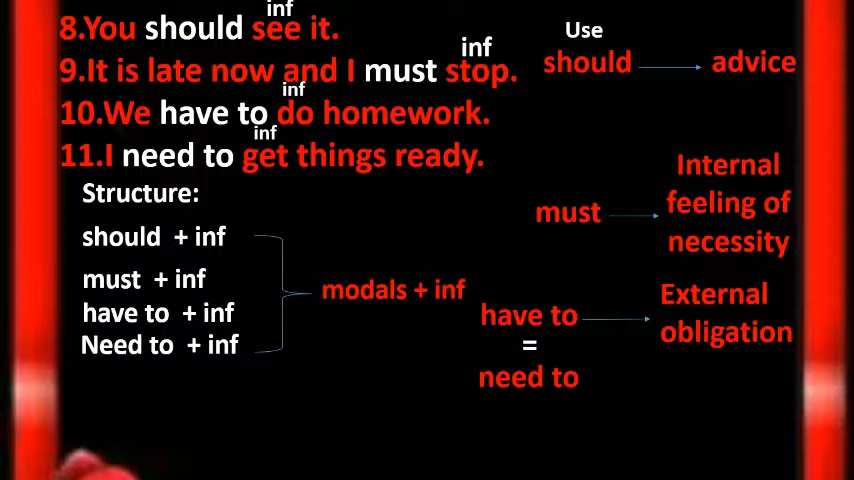 inf
8.You should see it.
inf
9.It is late now and I must stop.
inf
10.We have to do homework.
inf
11.I need to get things ready.
Structure:
should + inf
must + inf
have to + inf
Need to + inf
modals + inf
Use
should advice
must Internal
feeling of
necessity
have to External
obligation
=
need to